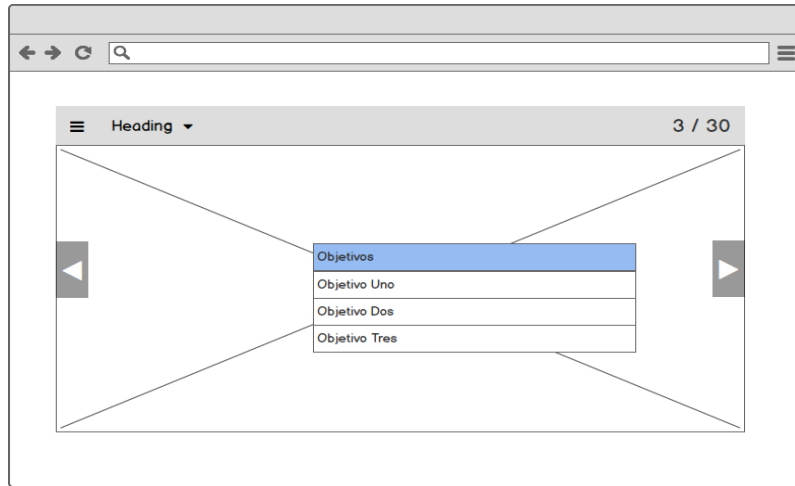 Heading
3 / 30
Objetivos
Objetivo Uno
Objetivo Dos
Objetivo Tres